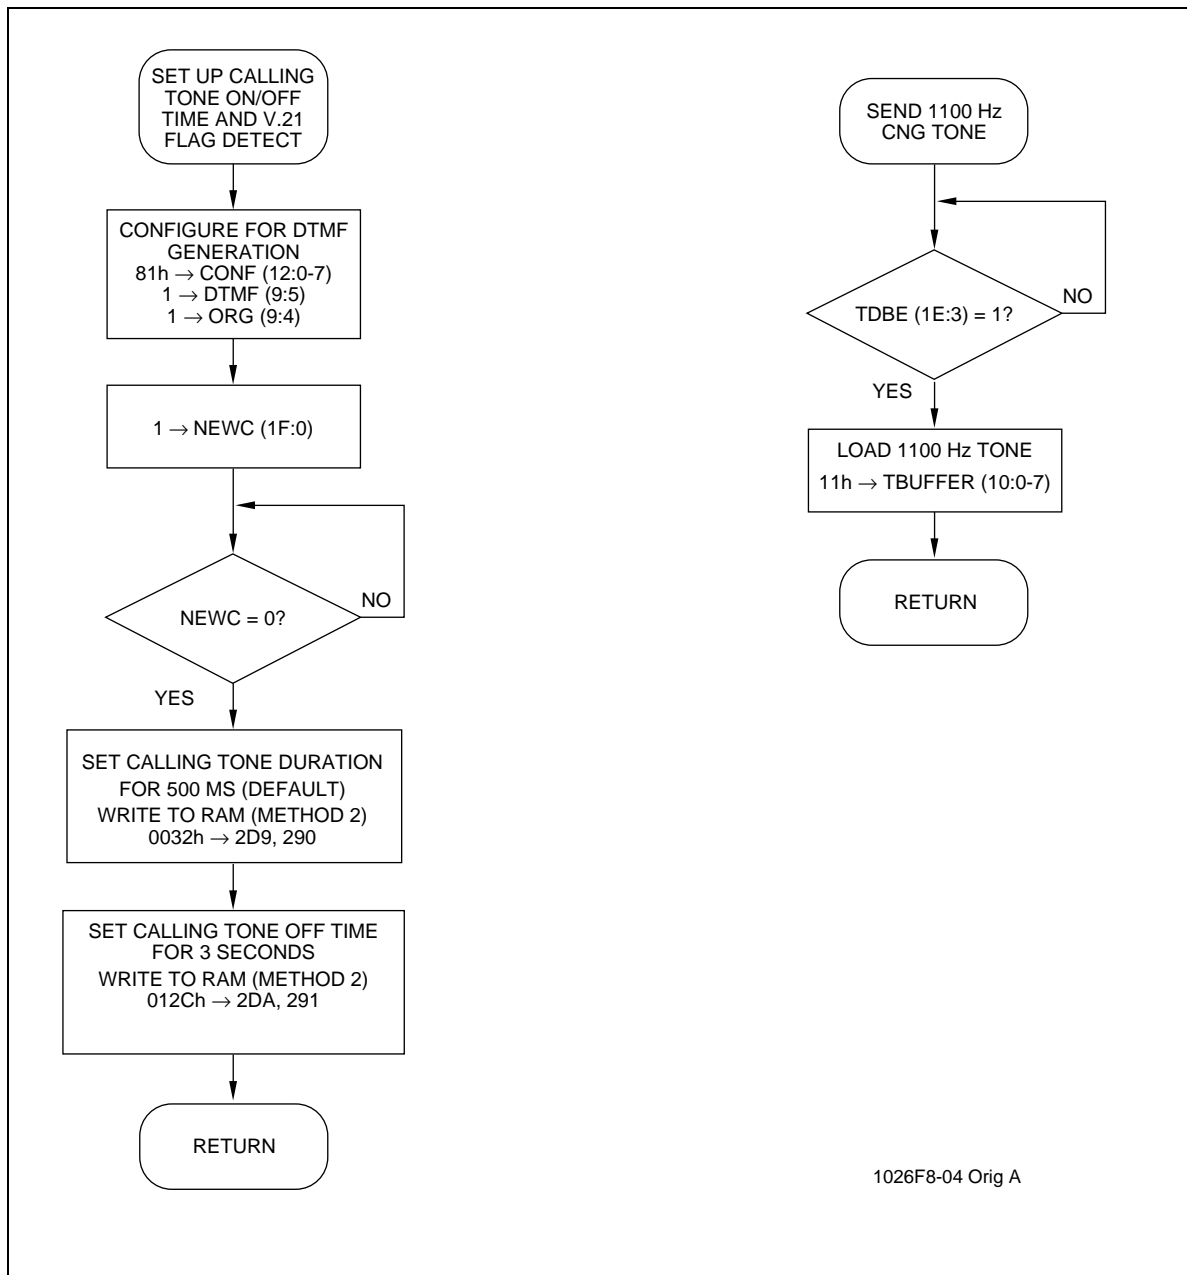 SET UP CALLING
TONE ON/OFF
TIME AND V.21
FLAG DETECT
CONFIGURE FOR DTMF
GENERATION
81h → CONF (12:0-7)
1 → DTMF (9:5)
1 → ORG (9:4)
1 → NEWC (1F:0)
NEWC = 0?
NO
YES
SET CALLING TONE DURATION
FOR 500 MS (DEFAULT)
WRITE TO RAM (METHOD 2)
0032h → 2D9, 290
SET CALLING TONE OFF TIME
FOR 3 SECONDS
WRITE TO RAM (METHOD 2)
012Ch → 2DA, 291
RETURN
SEND 1100 Hz
CNG TONE
TDBE (1E:3) = 1?
NO
YES
LOAD 1100 Hz TONE
11h → TBUFFER (10:0-7)
RETURN
1026F8-04 Orig A